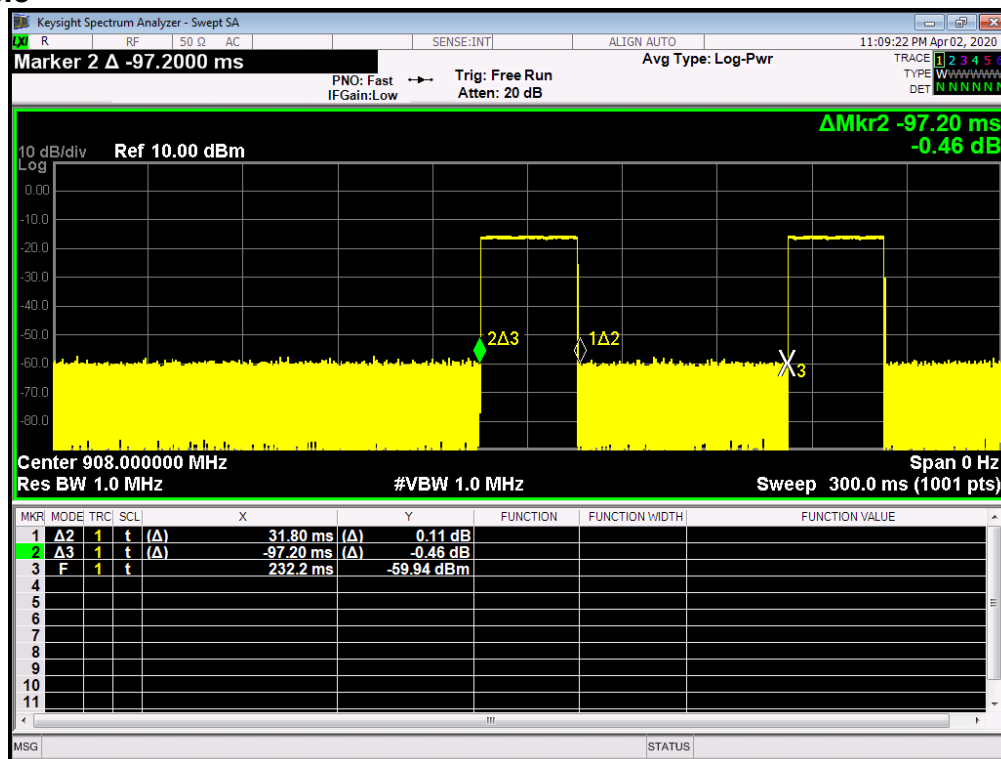 Keysight Spectrum Analyzer - Swept SA
LXI R RF 50 Ω AC SENSE:INT ALIGN AUTO 11:09:22 PM Apr 02, 2020
Marker 2 Δ -97.2000 ms
PNO: Fast Trig: Free Run Avg Type: Log-Pwr TRACE 1 2 3 4 5 6
IFGain:Low Atten: 20 dB TYPE WWWWWW
DET N N N N N N
ΔMkr2 -97.20 ms
10 dB/div Ref 10.00 dBm -0.46 dB
Log
0.00
-10.0
-20.0
-30.0
-40.0
-50.0
2Δ3 1Δ2
-60.0
3
-70.0
-80.0
Center 908.000000 MHz Span 0 Hz
Res BW 1.0 MHz #VBW 1.0 MHz Sweep 300.0 ms (1001 pts)
MKR MODE TRC SCL X Y FUNCTION FUNCTION WIDTH FUNCTION VALUE
1 Δ2 1 t (Δ) 31.80 ms (Δ) 0.11 dB
2 Δ3 1 t (Δ) -97.20 ms (Δ) -0.46 dB
3 F 1 t 232.2 ms -59.94 dBm
4
5
6
7
8
9
10
11
MSG STATUS